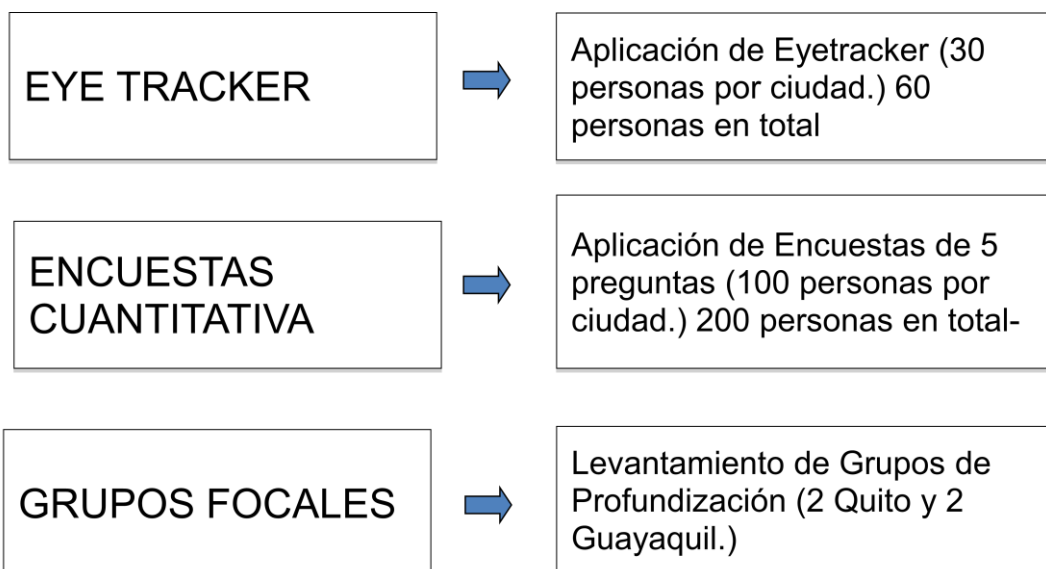 EYE TRACKER
Aplicación de Eyetracker (30
personas por ciudad.) 60
personas en total
ENCUESTAS
CUANTITATIVA
Aplicación de Encuestas de 5
preguntas (100 personas por
ciudad.) 200 personas en total-
GRUPOS FOCALES
Levantamiento de Grupos de
Profundización (2 Quito y 2
Guayaquil.)